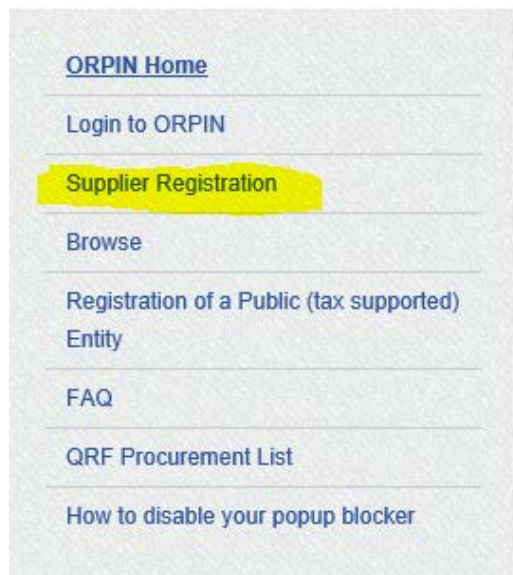 ORPIN Home
Login to ORPIN
Supplier Registration
Browse
Registration of a Public (tax supported)
Entity
FAQ
QRF Procurement List
How to disable your popup blocker